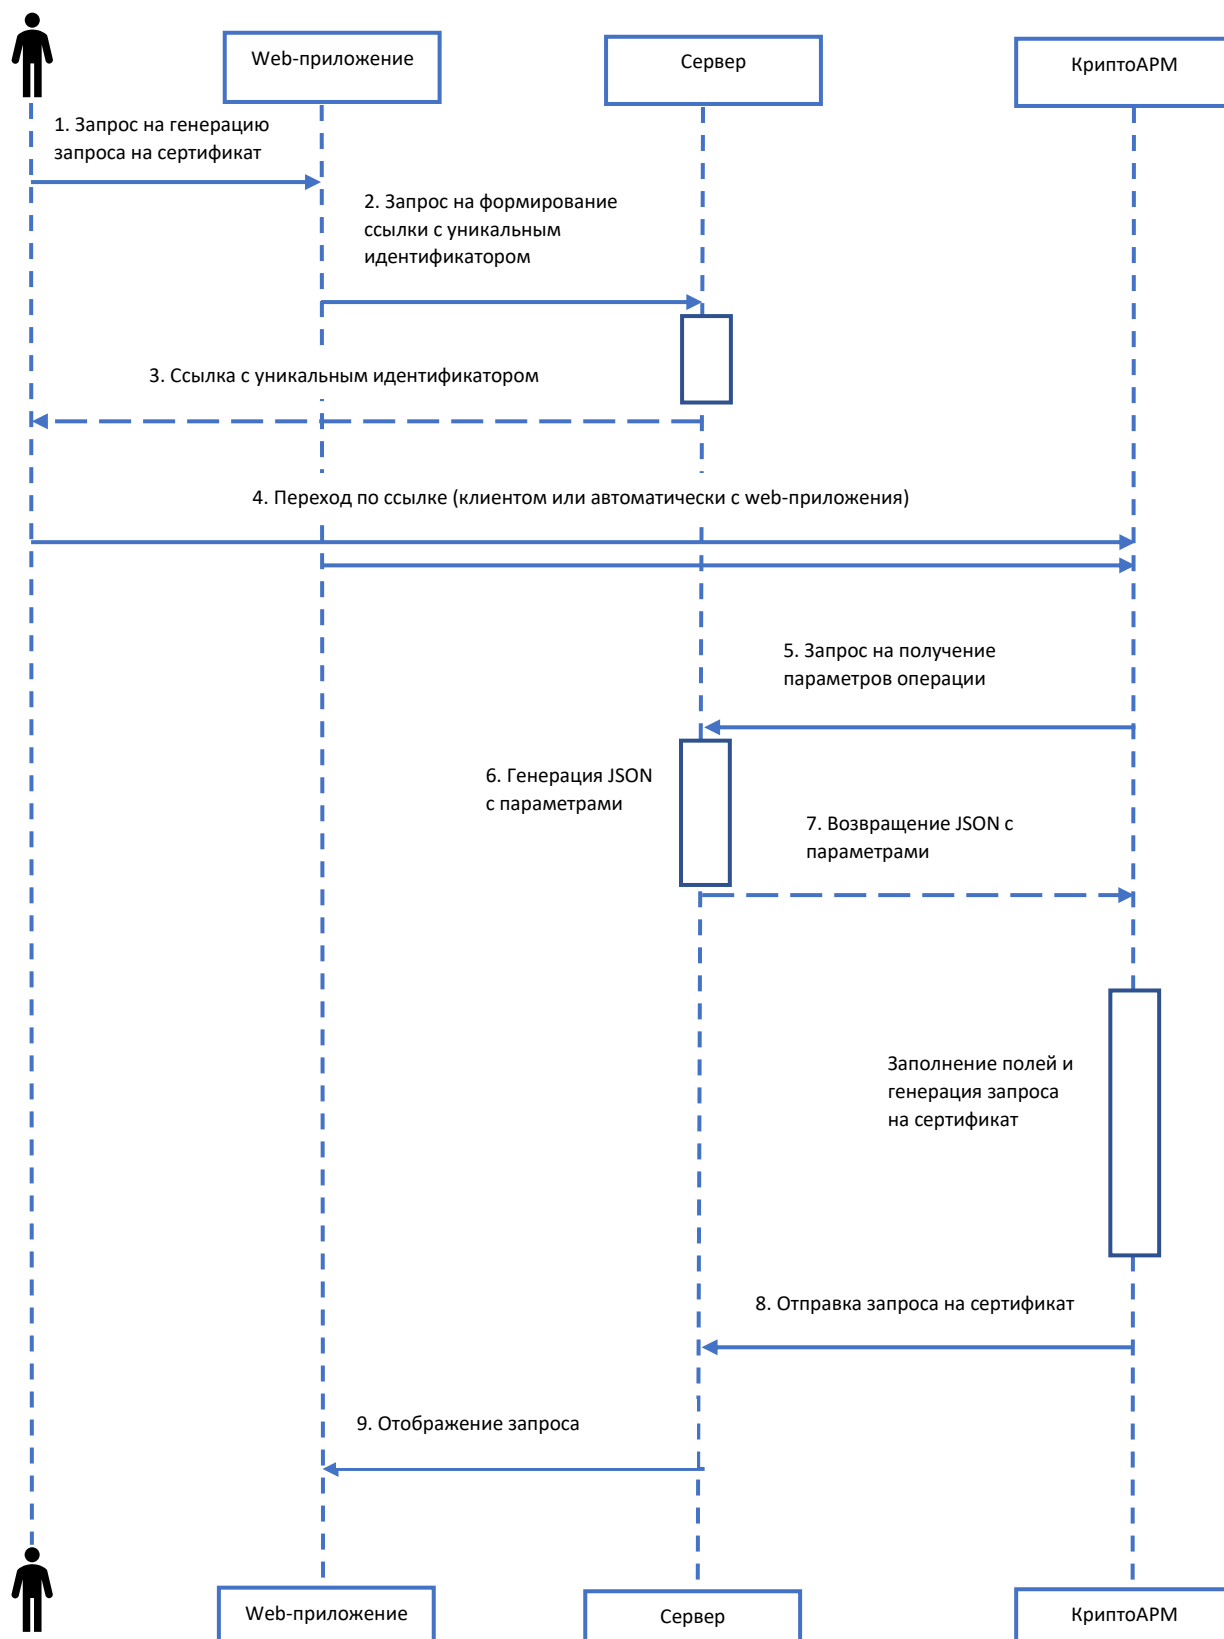 Web-приложение
Сервер
КриптоАРМ
1. Запрос на генерацию
запроса на сертификат
2. Запрос на формирование
ссылки с уникальным
идентификатором
3. Ссылка с уникальным идентификатором
4. Переход по ссылке (клиентом или автоматически с web-приложения)
5. Запрос на получение
параметров операции
6. Генерация JSON
с параметрами
7. Возвращение JSON с
параметрами
Заполнение полей и
генерация запроса
на сертификат
8. Отправка запроса на сертификат
9. Отображение запроса
Web-приложение
Сервер
КриптоАРМ